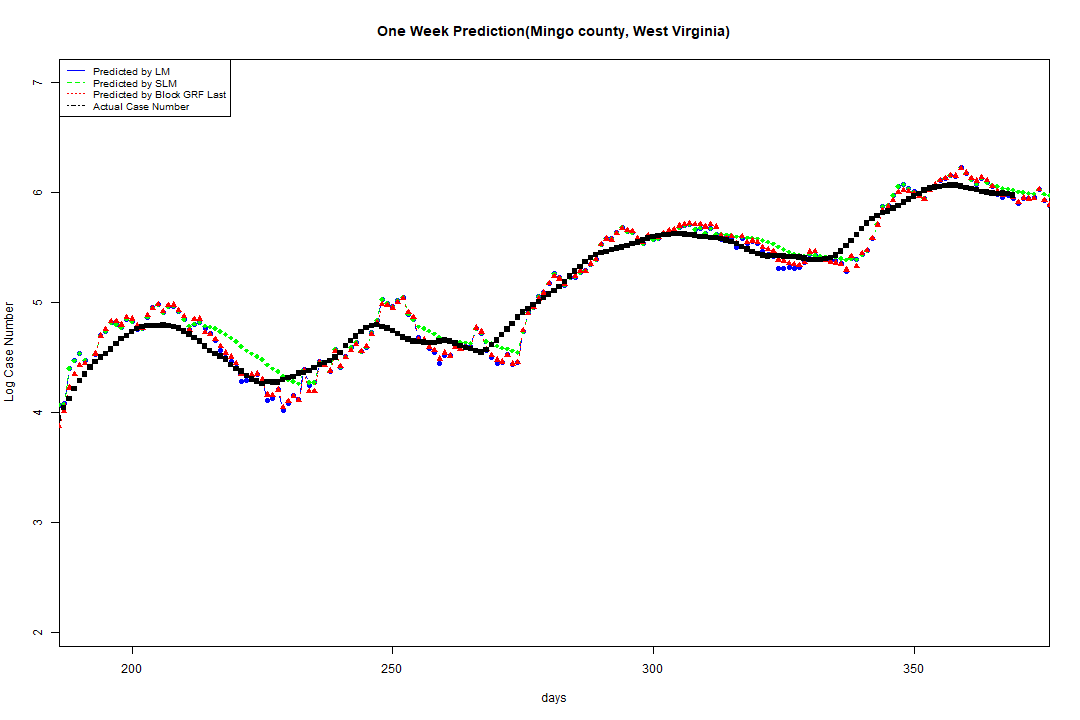 One Week Prediction(Mingo county, West Virginia)
Predicted by LM
Predicted by SLM
Predicted by Block GRF Last
Actual Case Number
7
6
5
4
3
2
Log Case Number
200 250 300 350
days